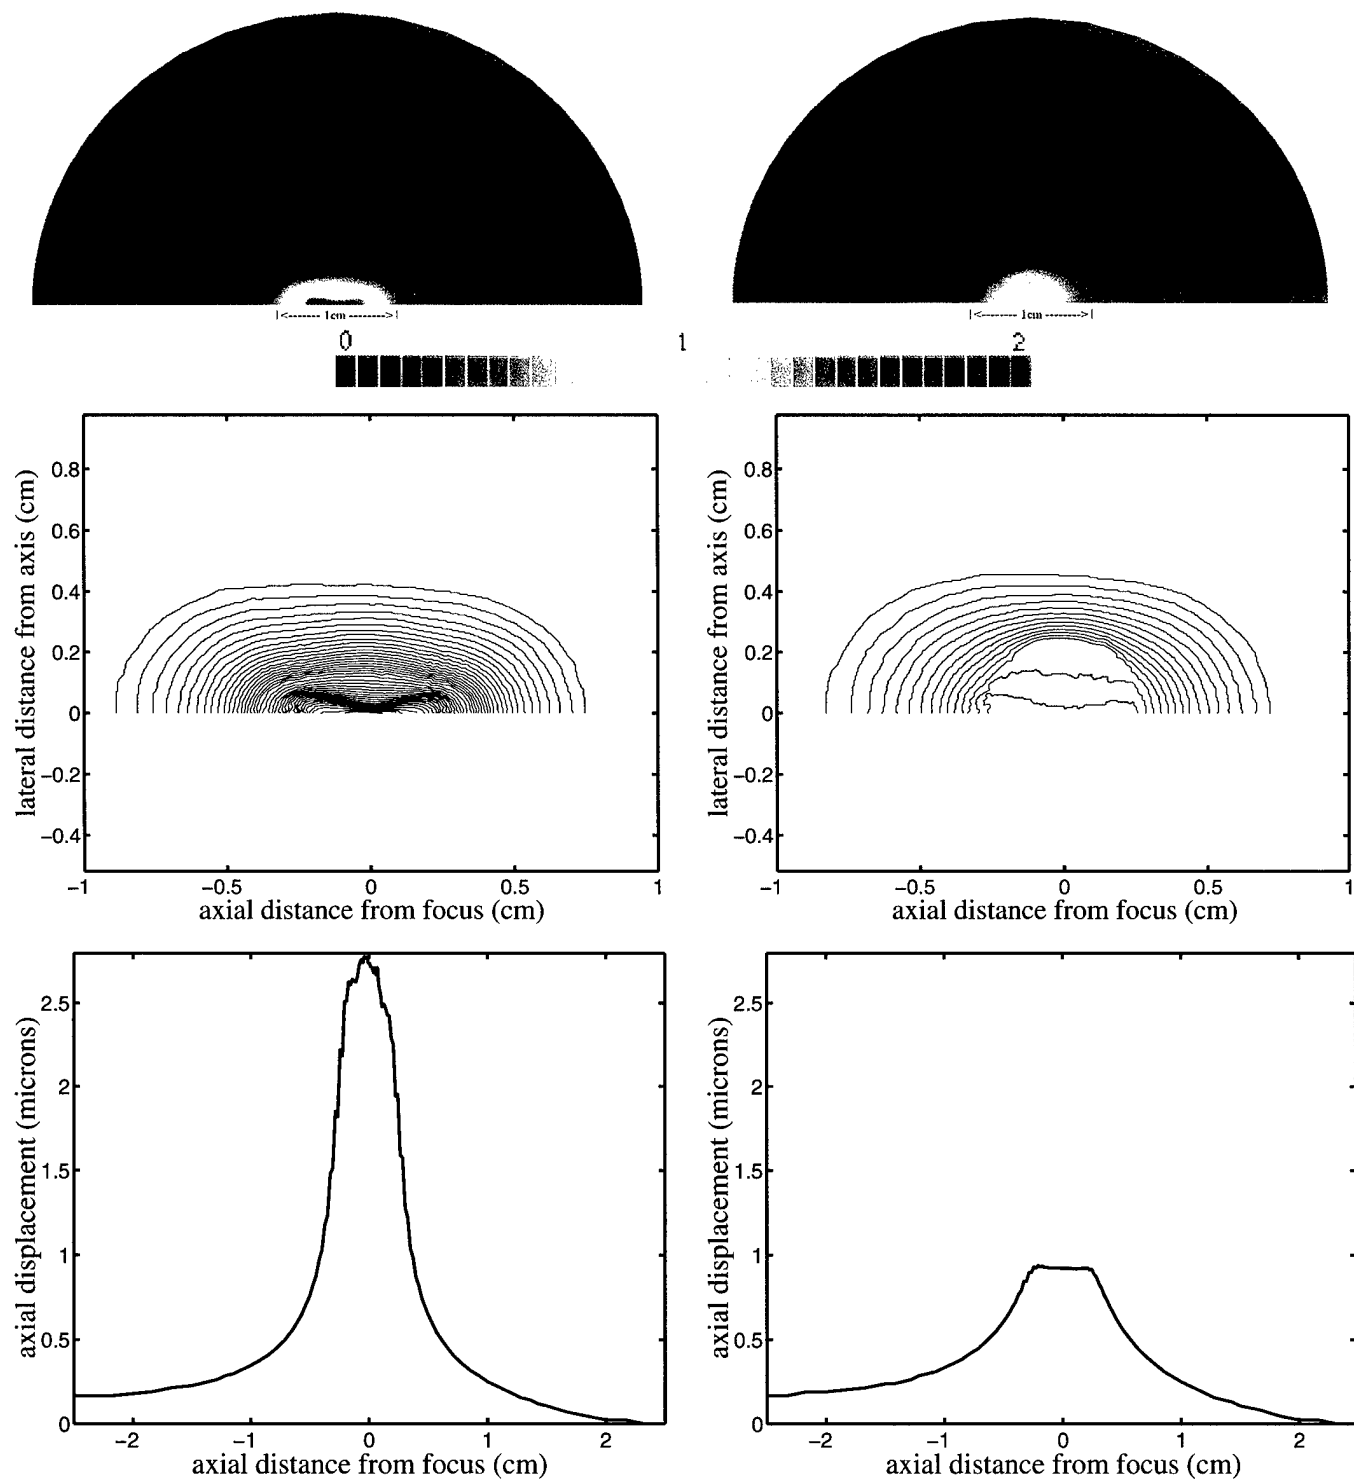 |<------- 1cm ------->|
|<------- 1cm ------->|
0 1 2
lateral distance from axis (cm)
0.8
0.6
0.4
0.2
0
−0.2
−0.4
−1 −0.5 0 0.5 1
axial distance from focus (cm)
lateral distance from axis (cm)
0.8
0.6
0.4
0.2
0
−0.2
−0.4
−1 −0.5 0 0.5 1
axial distance from focus (cm)
axial displacement (microns)
2.5
2
1.5
1
0.5
0
−2 −1 0 1 2
axial distance from focus (cm)
axial displacement (microns)
2.5
2
1.5
1
0.5
0
−2 −1 0 1 2
axial distance from focus (cm)